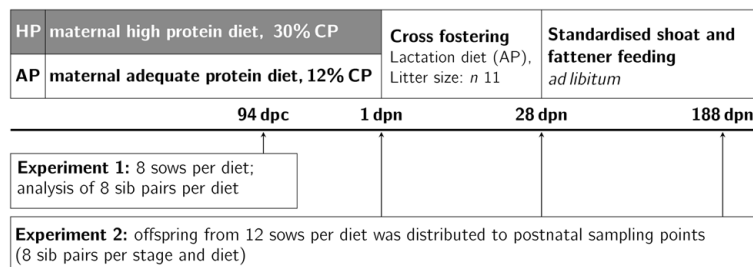 HP maternal high protein diet, 30% CP
AP maternal adequate protein diet, 12% CP
Cross fostering
Lactation diet (AP),
Litter size: n 11
Standardised shoat and
fattener feeding
ad libitum
94 dpc 1 dpn 28 dpn 188 dpn
Experiment 1: 8 sows per diet;
analysis of 8 sib pairs per diet
Experiment 2: offspring from 12 sows per diet was distributed to postnatal sampling points
(8 sib pairs per stage and diet)